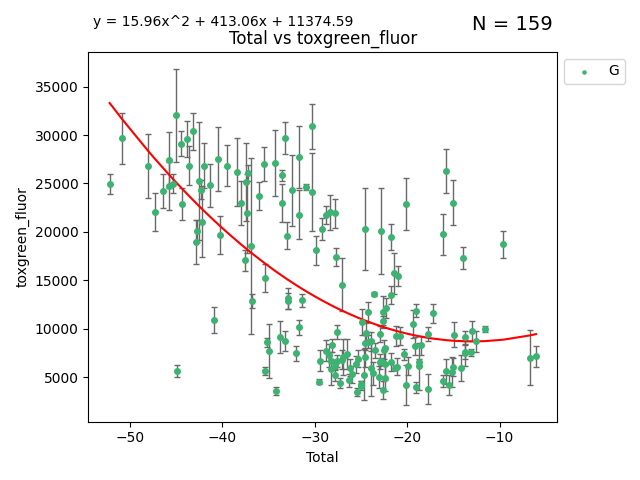 y = 15.96x^2 + 413.06x + 11374.59
N = 159
Total vs toxgreen_fluor
G
35000
30000
25000
20000
15000
10000
5000
toxgreen_fluor
−50 −40 −30 −20 −10
Total